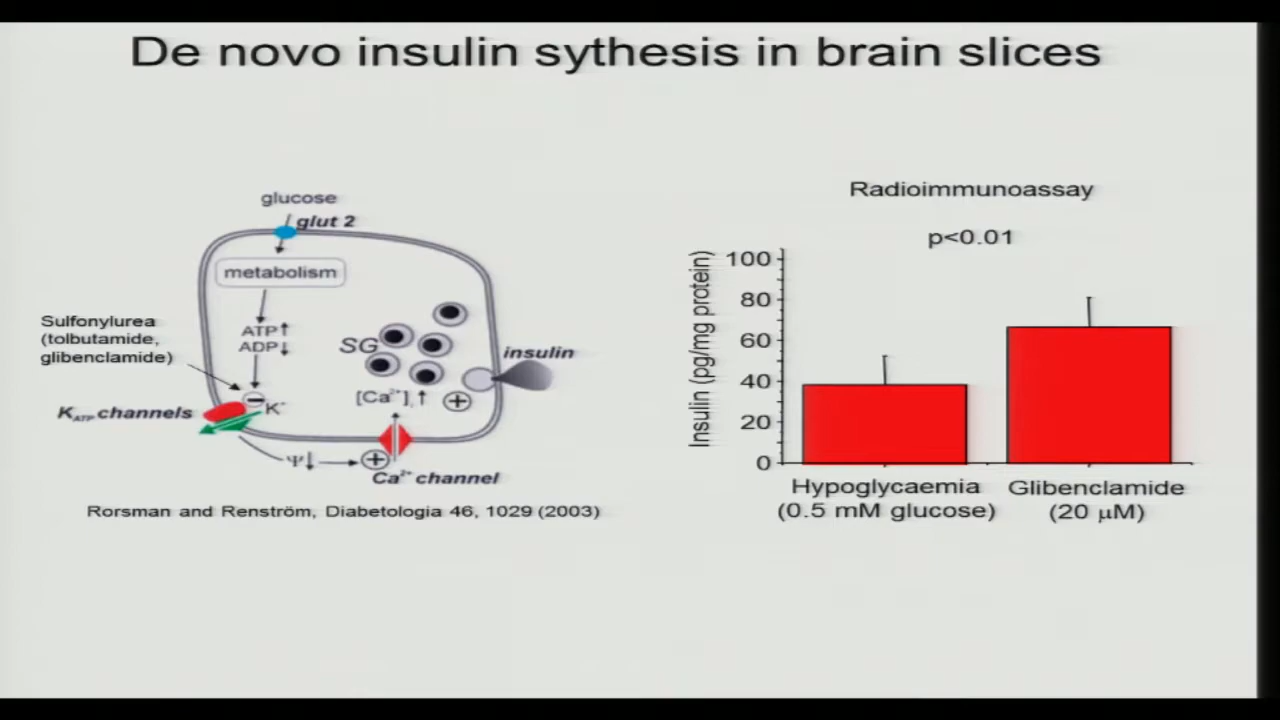 De novo insulin sythesis in brain slices
glucose
glut 2
metabolism
ATP↑
ADP↓
Sulfonylurea
(tolbutamide,
glibenclamide)
SG
insulin
[Ca²⁺]ᵢ↑
+
−
K⁺
K_ATP channels
Ψ↓
+
Ca²⁺ channel
Rorsman and Renström, Diabetologia 46, 1029 (2003)
Radioimmunoassay
p<0.01
Insulin (pg/mg protein)
100
80
60
40
20
0
Hypoglycaemia
(0.5 mM glucose)
Glibenclamide
(20 μM)